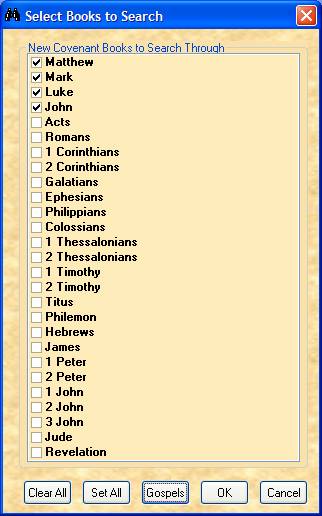 Select Books to Search
New Covenant Books to Search Through
Matthew
Mark
Luke
John
Acts
Romans
1 Corinthians
2 Corinthians
Galatians
Ephesians
Philippians
Colossians
1 Thessalonians
2 Thessalonians
1 Timothy
2 Timothy
Titus
Philemon
Hebrews
James
1 Peter
2 Peter
1 John
2 John
3 John
Jude
Revelation
Clear All Set All Gospels OK Cancel